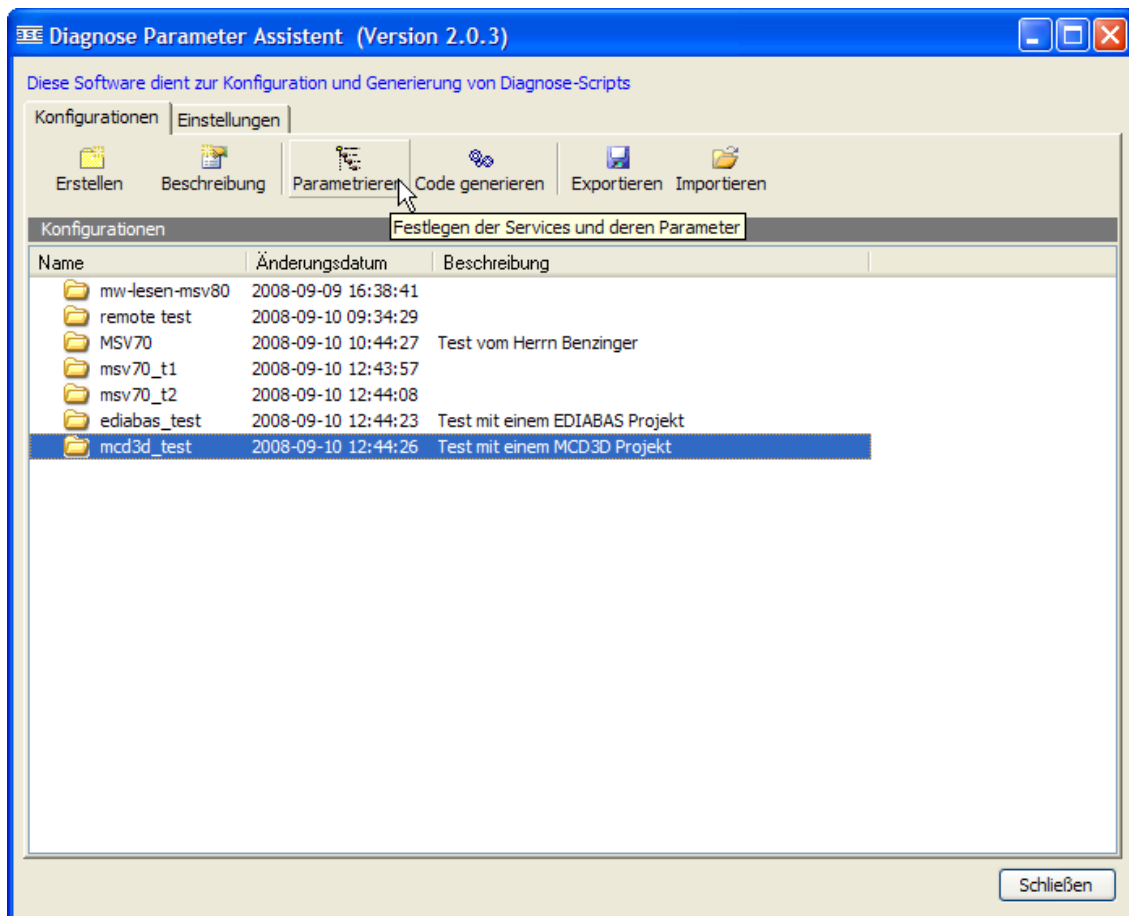 Diagnose Parameter Assistent (Version 2.0.3)
Diese Software dient zur Konfiguration und Generierung von Diagnose-Scripts
Konfigurationen Einstellungen
Erstellen Beschreibung Parametrieren Code generieren Exportieren Importieren
Festlegen der Services und deren Parameter
Konfigurationen
Name Änderungsdatum Beschreibung
mw-lesen-msv80 2008-09-09 16:38:41
remote test 2008-09-10 09:34:29
MSV70 2008-09-10 10:44:27 Test vom Herrn Benzinger
msv70_t1 2008-09-10 12:43:57
msv70_t2 2008-09-10 12:44:08
ediabas_test 2008-09-10 12:44:23 Test mit einem EDIABAS Projekt
mcd3d_test 2008-09-10 12:44:26 Test mit einem MCD3D Projekt
Schließen